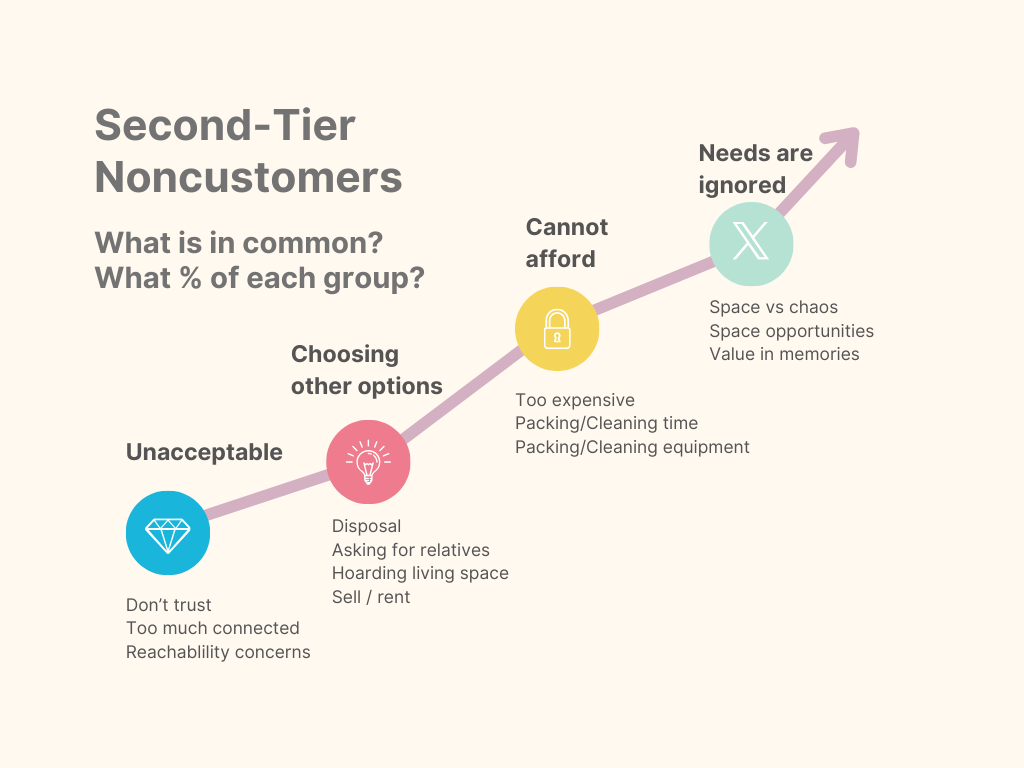 Second-Tier
Noncustomers
What is in common?
What % of each group?
Unacceptable
Don’t trust
Too much connected
Reachablility concerns
Choosing
other options
Disposal
Asking for relatives
Hoarding living space
Sell / rent
Cannot
afford
Too expensive
Packing/Cleaning time
Packing/Cleaning equipment
Needs are
ignored
Space vs chaos
Space opportunities
Value in memories